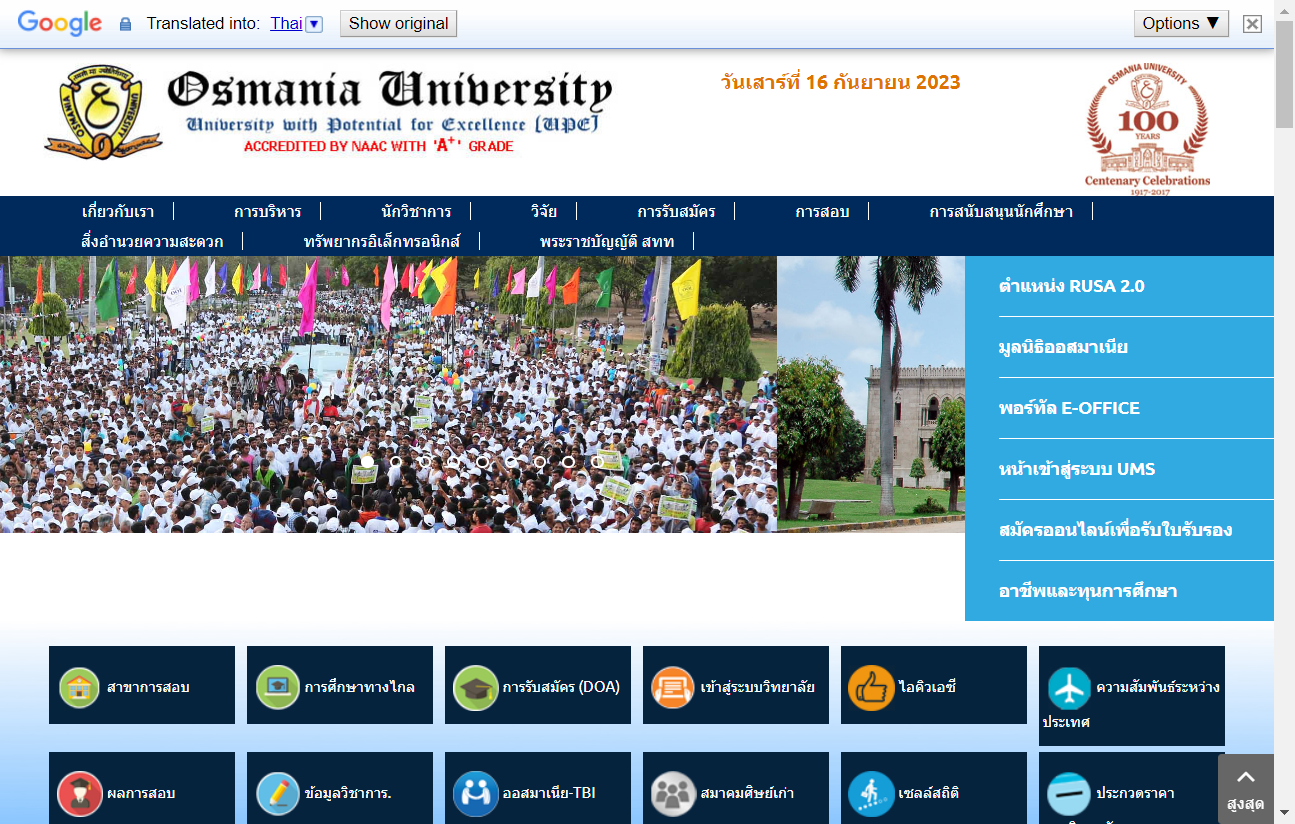 Google Translated into: Thai Show original Options ▼
Osmania University
University with Potential for Excellence [UPE]
ACCREDITED BY NAAC WITH 'A+' GRADE
วันเสาร์ที่ 16 กันยายน 2023
OSMANIA UNIVERSITY
100
YEARS
Centenary Celebrations
1917-2017
เกี่ยวกับเรา การบริหาร นักวิชาการ วิจัย การรับสมัคร การสอบ การสนับสนุนนักศึกษา
สิ่งอำนวยความสะดวก ทรัพยากรอิเล็กทรอนิกส์ พระราชบัญญัติ สทท
ตำแหน่ง RUSA 2.0
มูลนิธิออสมาเนีย
พอร์ทัล E-OFFICE
หน้าเข้าสู่ระบบ UMS
สมัครออนไลน์เพื่อรับใบรับรอง
อาชีพและทุนการศึกษา
สาขาการสอบ การศึกษาทางไกล การรับสมัคร (DOA) เข้าสู่ระบบวิทยาลัย ไอคิวเอซี ความสัมพันธ์ระหว่าง
ประเทศ
ผลการสอบ ข้อมูลวิชาการ. ออสมาเนีย-TBI สมาคมศิษย์เก่า เซลล์สถิติ ประกวดราคา
สูงสุด